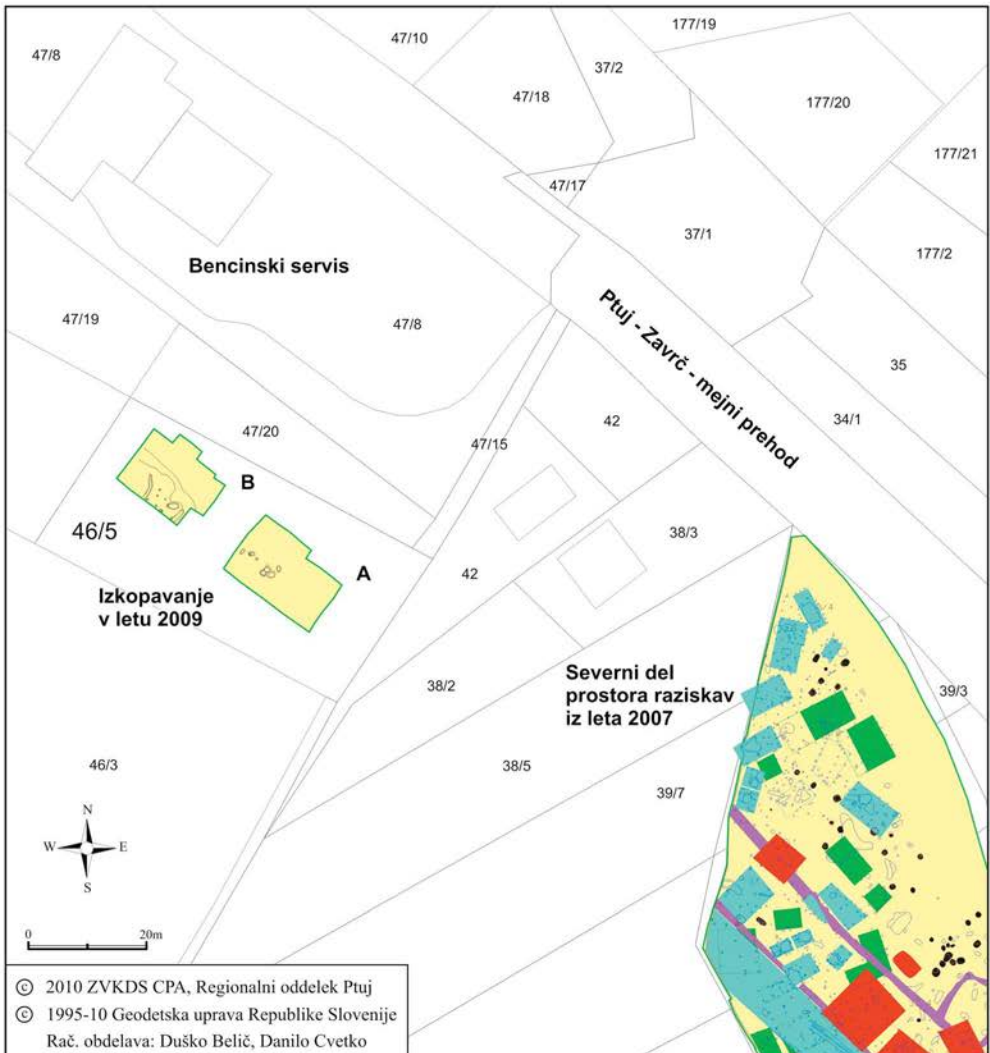 47/8
47/10
177/19
37/2
47/18
177/20
177/21
47/17
37/1
177/2
Bencinski servis
47/19
47/8
Ptuj - Zavrč - mejni prehod
35
34/1
42
47/20
47/15
B
46/5
38/3
A
42
Izkopavanje
v letu 2009
Severni del
prostora raziskav
iz leta 2007
38/2
39/3
46/3
38/5
39/7
N
W
E
S
0
20m
© 2010 ZVKDS CPA, Regionalni oddelek Ptuj
© 1995-10 Geodetska uprava Republike Slovenije
Rač. obdelava: Duško Belič, Danilo Cvetko